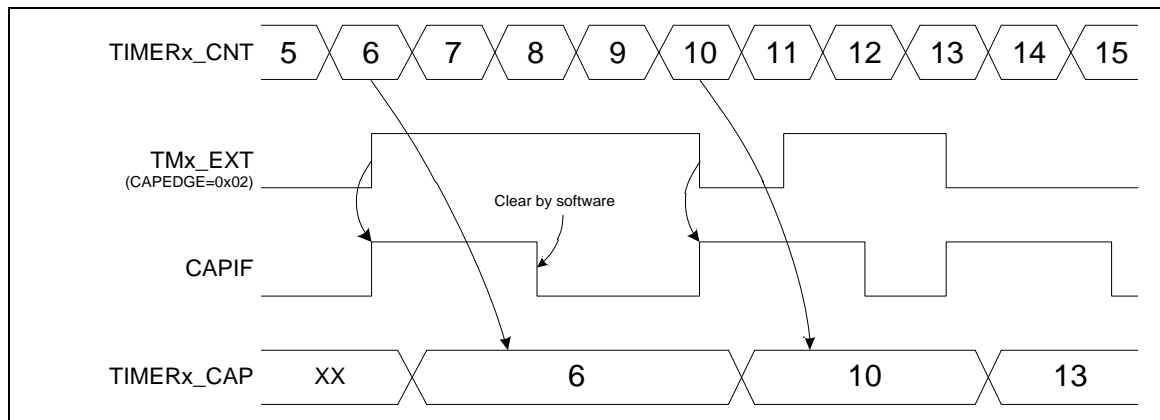 TIMERx_CNT 5 6 7 8 9 10 11 12 13 14 15
TMx_EXT
(CAPEDGE=0x02)
Clear by software
CAPIF
TIMERx_CAP XX 6 10 13